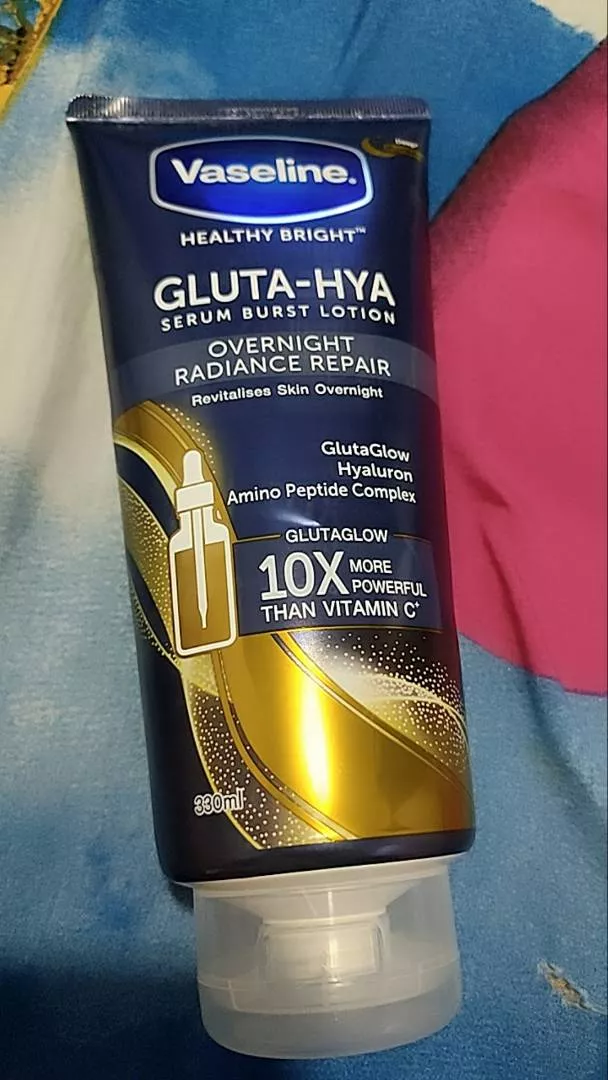 Vaseline.
HEALTHY BRIGHT™
GLUTA-HYA
SERUM BURST LOTION
OVERNIGHT
RADIANCE REPAIR
Revitalises Skin Overnight
GlutaGlow
Hyaluron
Amino Peptide Complex
GLUTAGLOW
10X MORE
POWERFUL
THAN VITAMIN C*
330ml